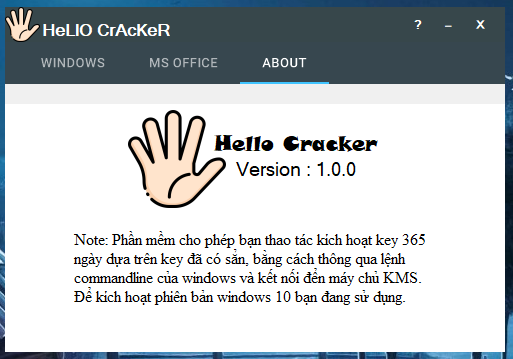 HeLIO CrAcKeR
? – X
WINDOWS MS OFFICE ABOUT
Hello Cracker
Version : 1.0.0
Note: Phần mềm cho phép bạn thao tác kích hoạt key 365
ngày dựa trên key đã có sẳn, bằng cách thông qua lệnh
commandline của windows và kết nối đến máy chủ KMS.
Để kích hoạt phiên bản windows 10 bạn đang sử dụng.